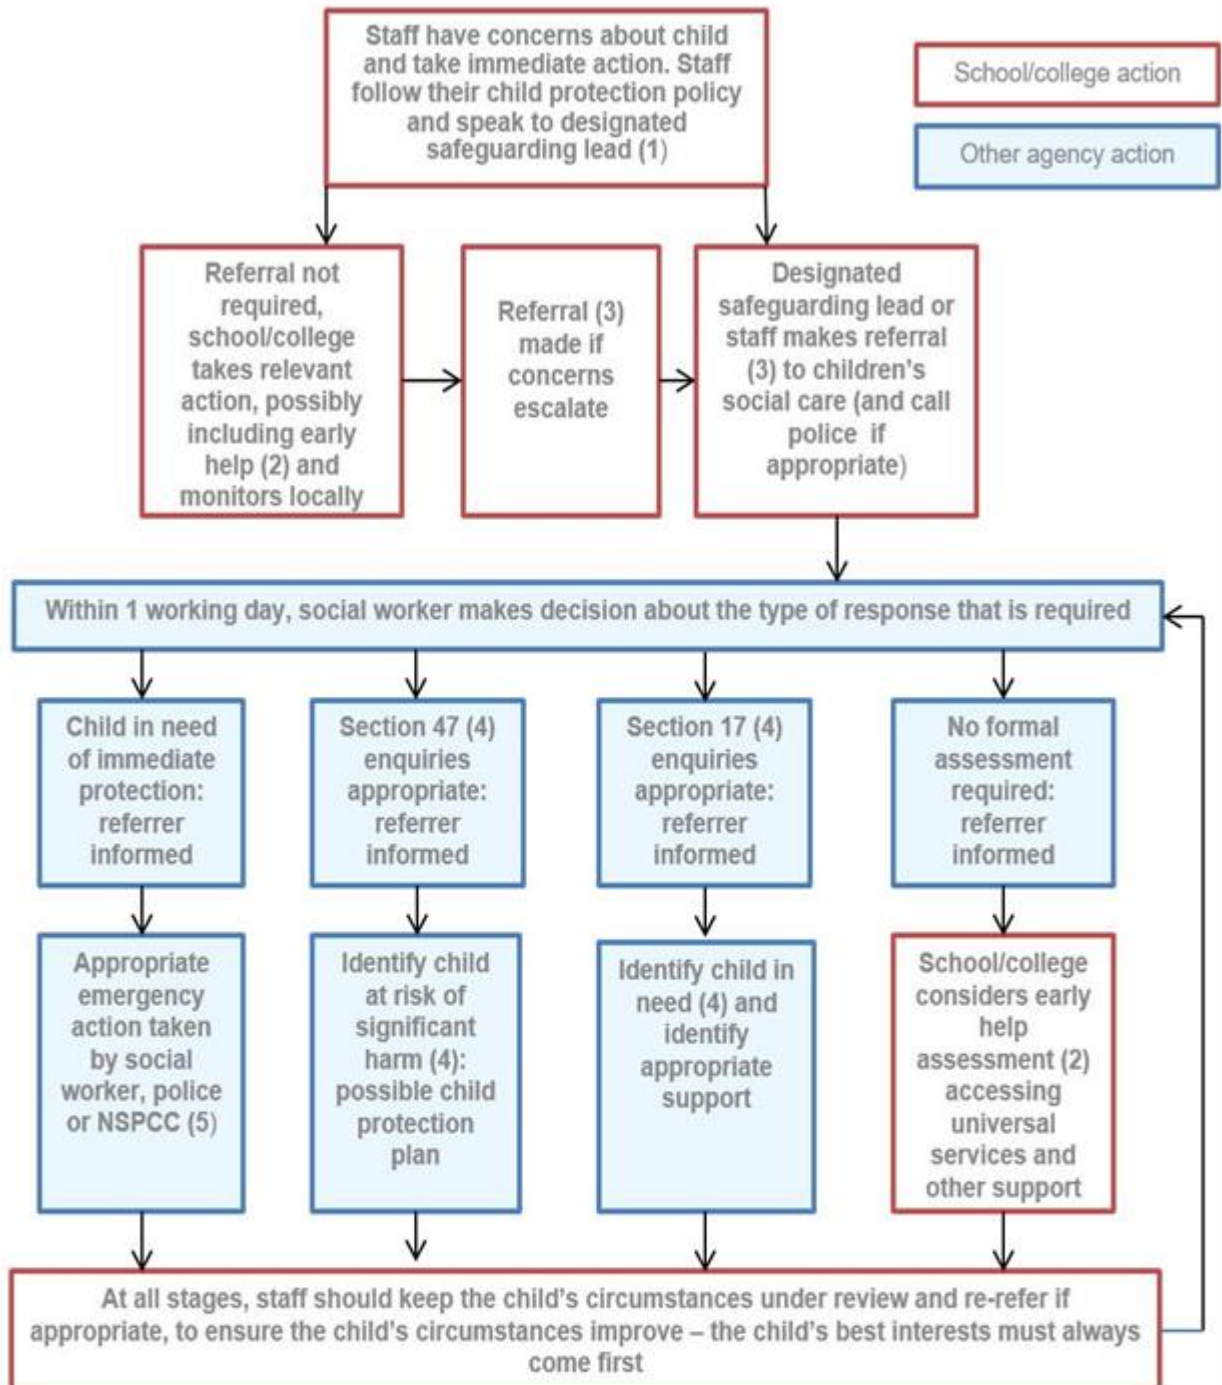 Staff have concerns about child
and take immediate action. Staff
follow their child protection policy
and speak to designated
safeguarding lead (1)
School/college action
Other agency action
Referral not
required,
school/college
takes relevant
action, possibly
including early
help (2) and
monitors locally
Referral (3)
made if
concerns
escalate
Designated
safeguarding lead or
staff makes referral
(3) to children’s
social care (and call
police if
appropriate)
Within 1 working day, social worker makes decision about the type of response that is required
Child in need
of immediate
protection:
referrer
informed
Section 47 (4)
enquiries
appropriate:
referrer
informed
Section 17 (4)
enquiries
appropriate:
referrer
informed
No formal
assessment
required:
referrer
informed
Appropriate
emergency
action taken
by social
worker, police
or NSPCC (5)
Identify child
at risk of
significant
harm (4):
possible child
protection
plan
Identify child in
need (4) and
identify
appropriate
support
School/college
considers early
help
assessment (2)
accessing
universal
services and
other support
At all stages, staff should keep the child’s circumstances under review and re-refer if
appropriate, to ensure the child’s circumstances improve – the child’s best interests must always
come first